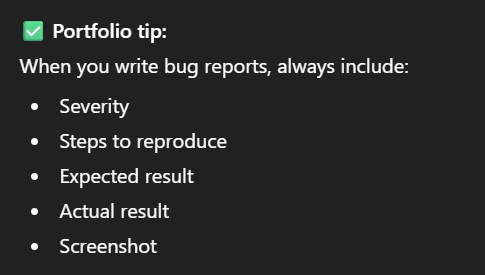 ✅ Portfolio tip:
When you write bug reports, always include:
• Severity
• Steps to reproduce
• Expected result
• Actual result
• Screenshot